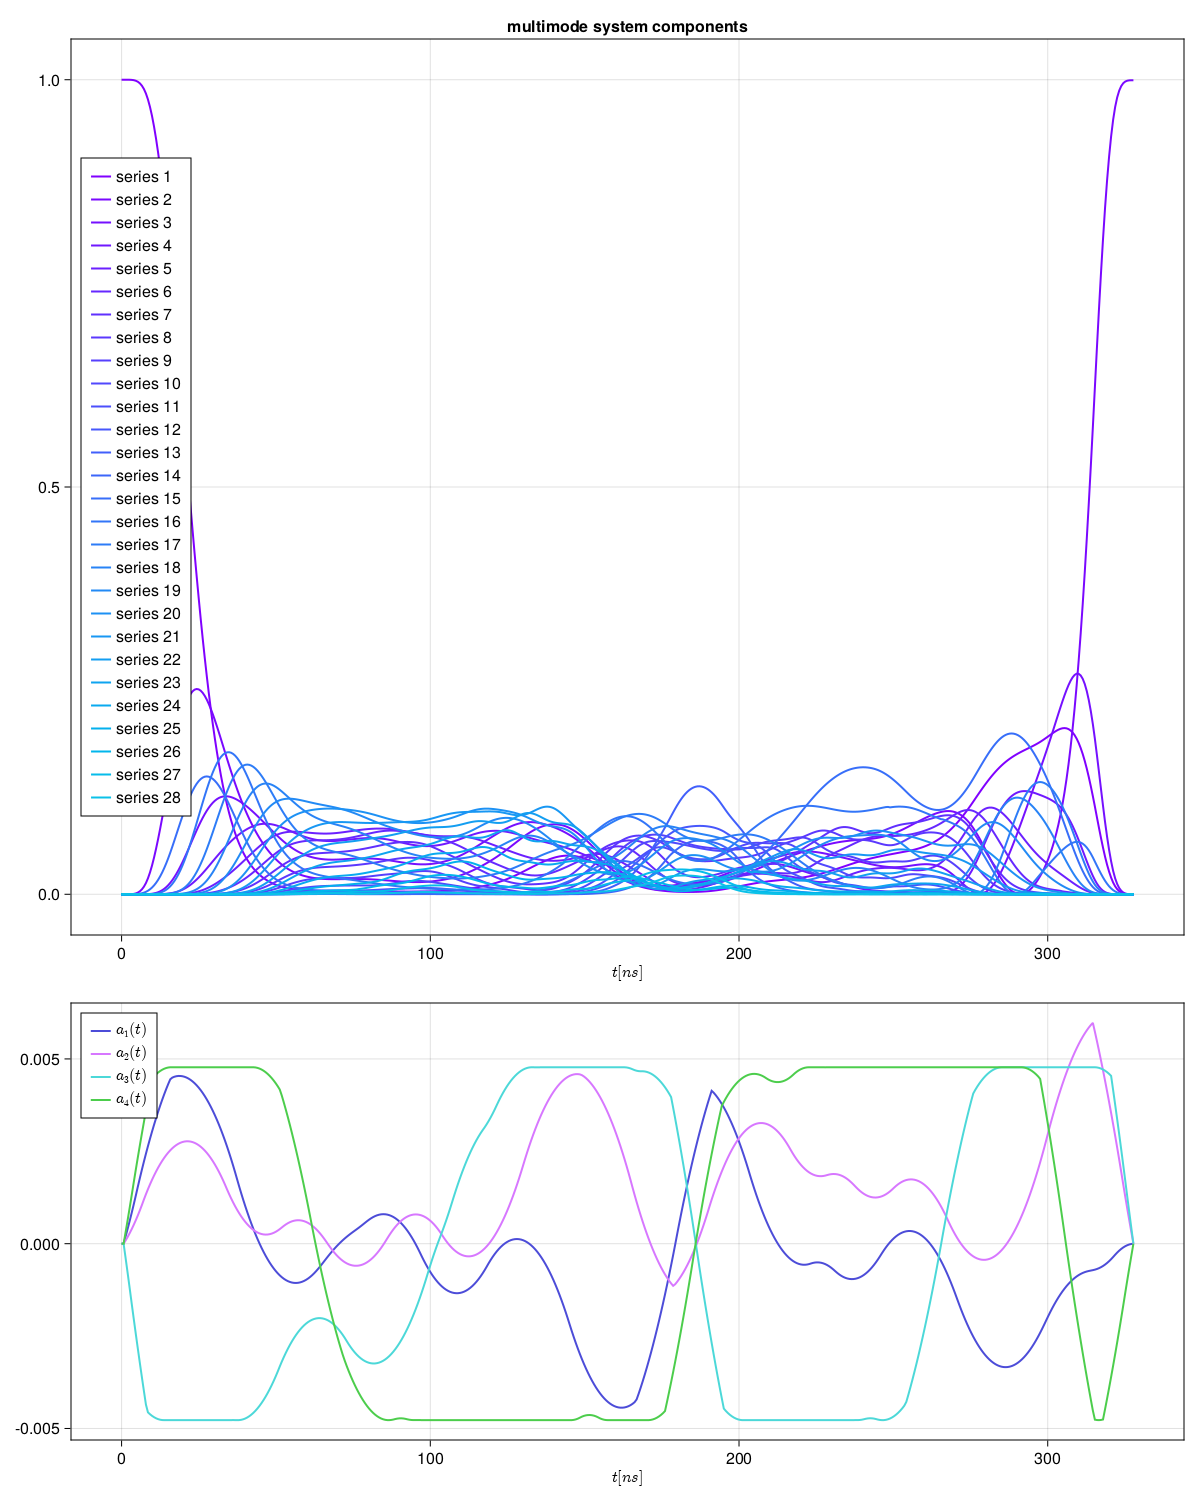 multimode system components
1.0
series 1
series 2
series 3
series 4
series 5
series 6
series 7
series 8
series 9
series 10
series 11
series 12
series 13
series 14
series 15
series 16
series 17
series 18
series 19
series 20
series 21
series 22
series 23
series 24
series 25
series 26
series 27
series 28
0.5
0.0
0 100 200 300
t[ns]
a₁(t)
a₂(t)
a₃(t)
a₄(t)
0.005
0.000
-0.005
0 100 200 300
t[ns]